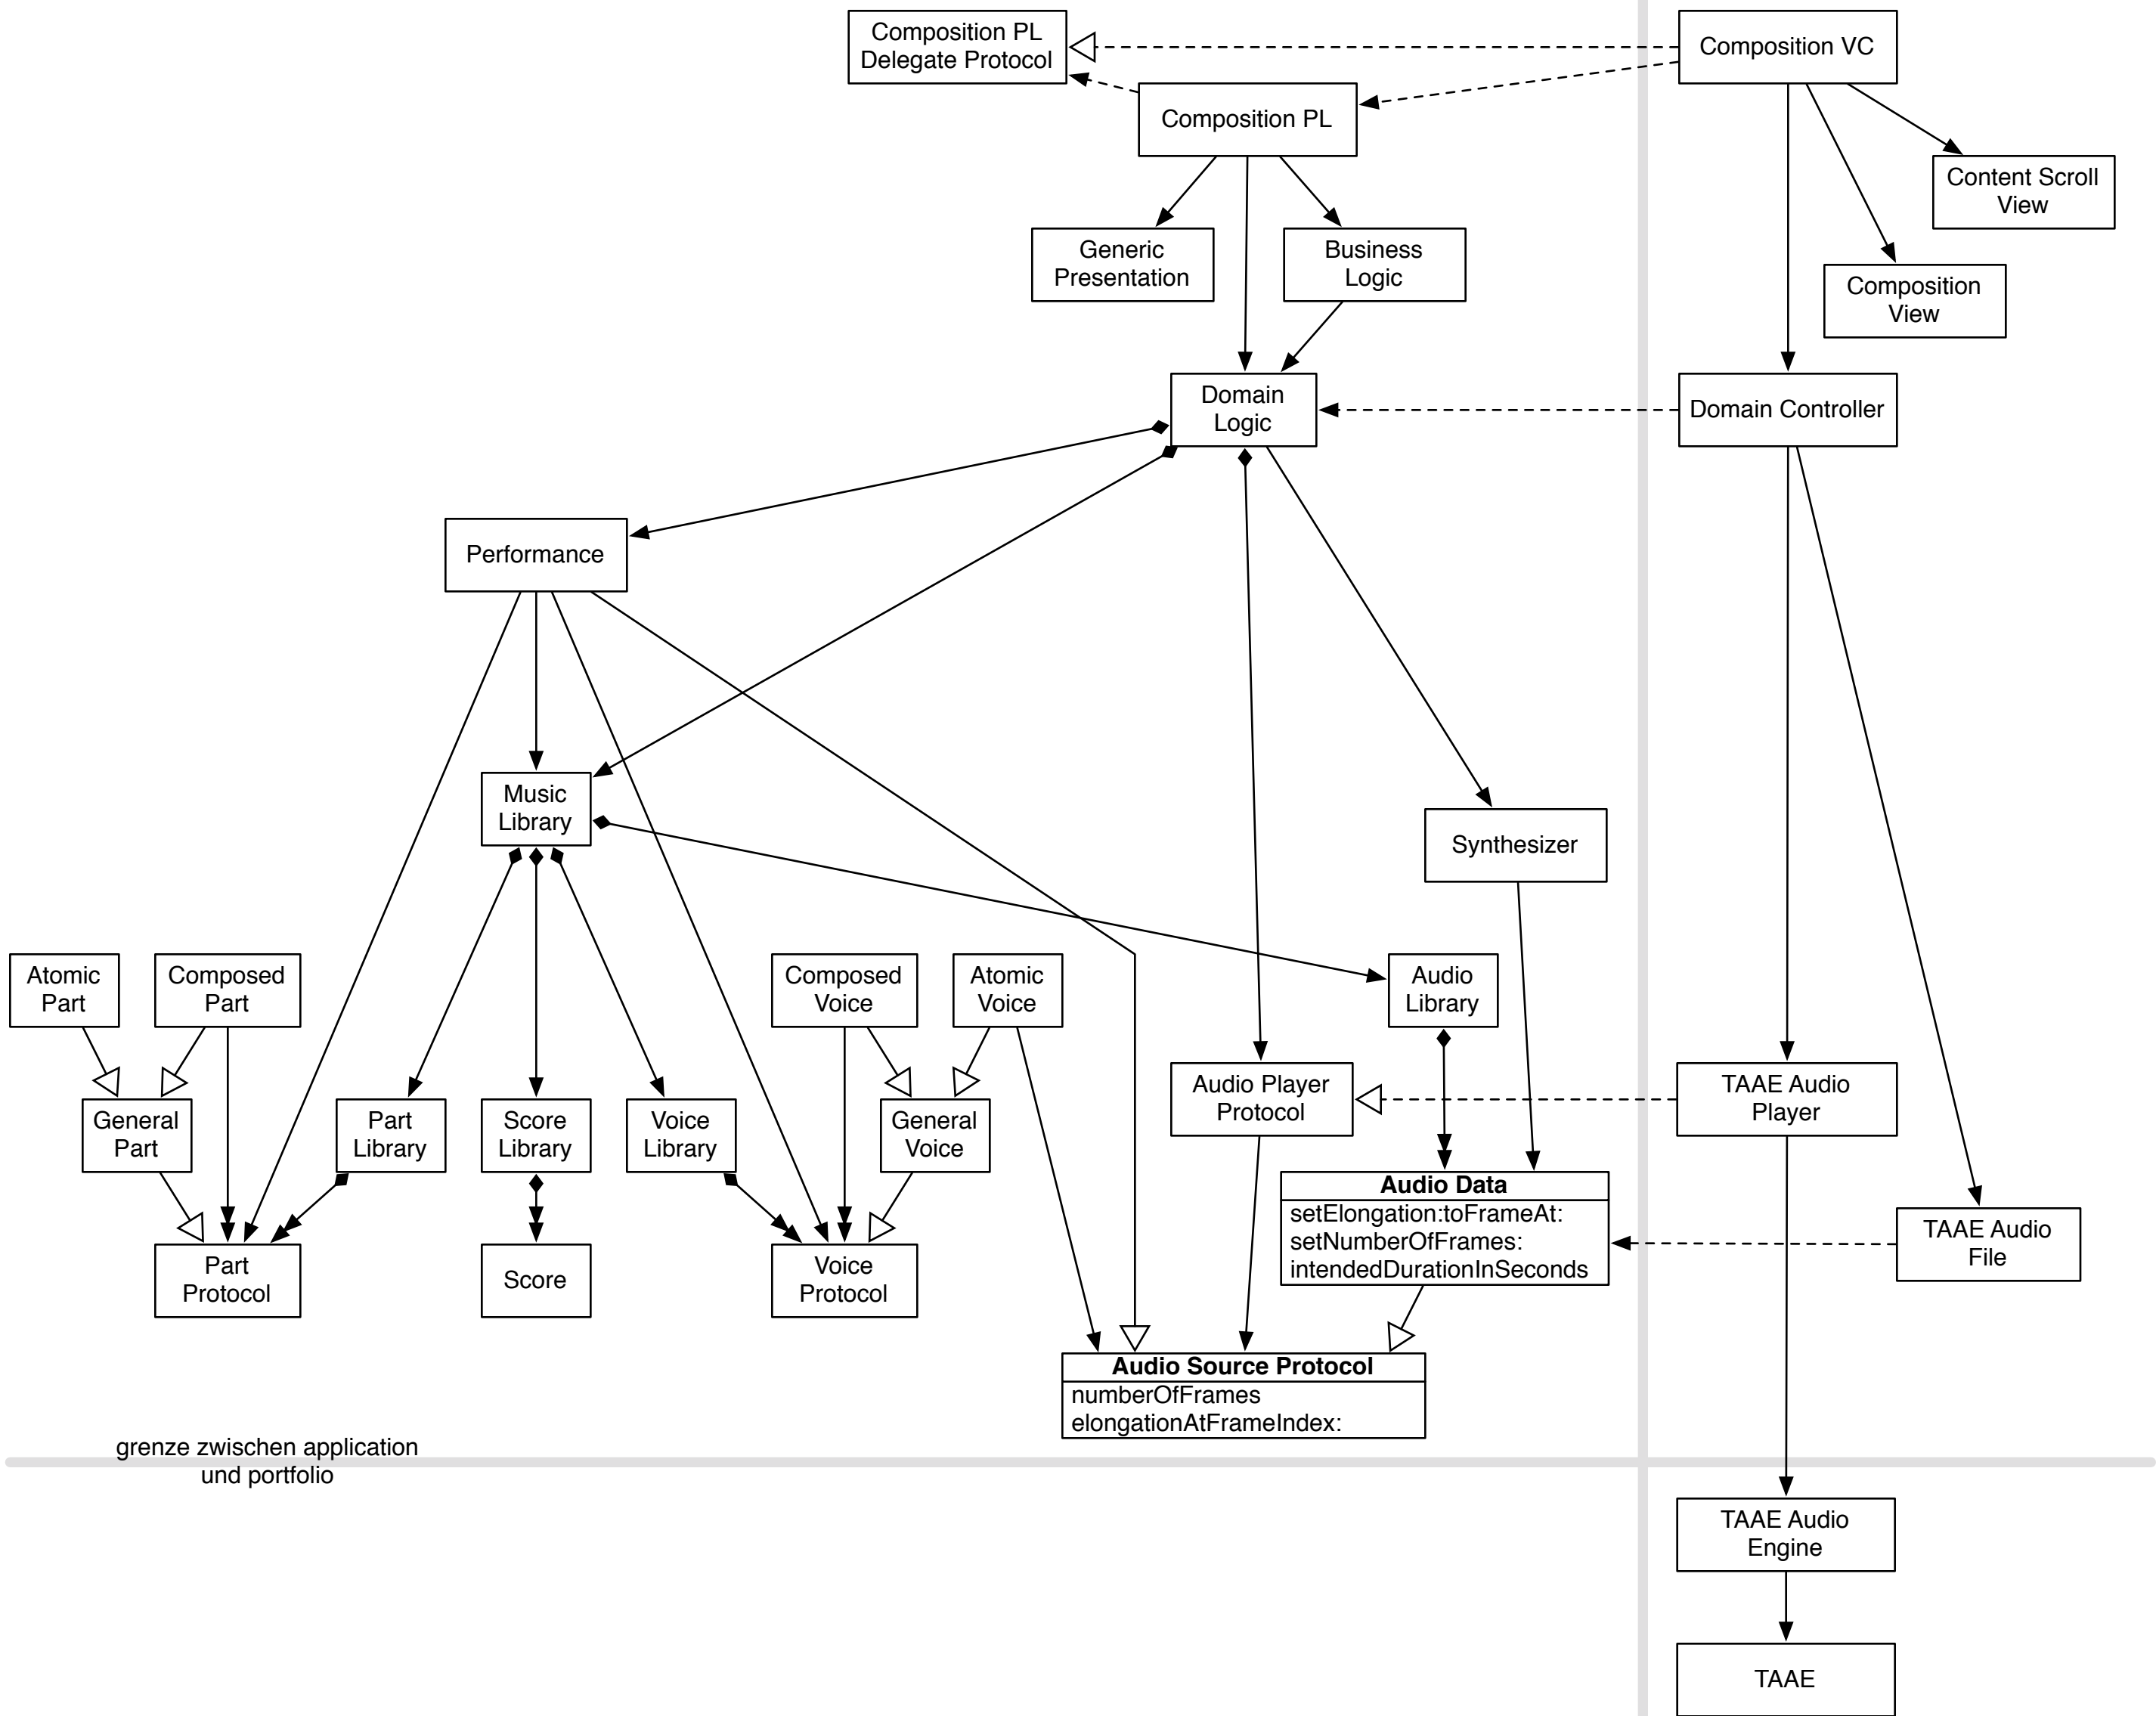 Composition PL
Delegate Protocol
Composition VC
Composition PL
Content Scroll
View
Generic
Presentation
Business
Logic
Composition
View
Domain
Logic
Domain Controller
Performance
Music
Library
Synthesizer
Atomic
Part
Composed
Part
Composed
Voice
Atomic
Voice
Audio
Library
General
Part
Part
Library
Score
Library
Voice
Library
General
Voice
Audio Player
Protocol
TAAE Audio
Player
Audio Data
setElongation:toFrameAt:
setNumberOfFrames:
intendedDurationInSeconds
TAAE Audio
File
Part
Protocol
Score
Voice
Protocol
Audio Source Protocol
numberOfFrames
elongationAtFrameIndex:
grenze zwischen application
und portfolio
TAAE Audio
Engine
TAAE